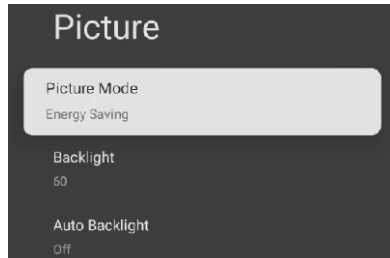 Picture
Picture Mode
Energy Saving
Backlight
60
Auto Backlight
Off